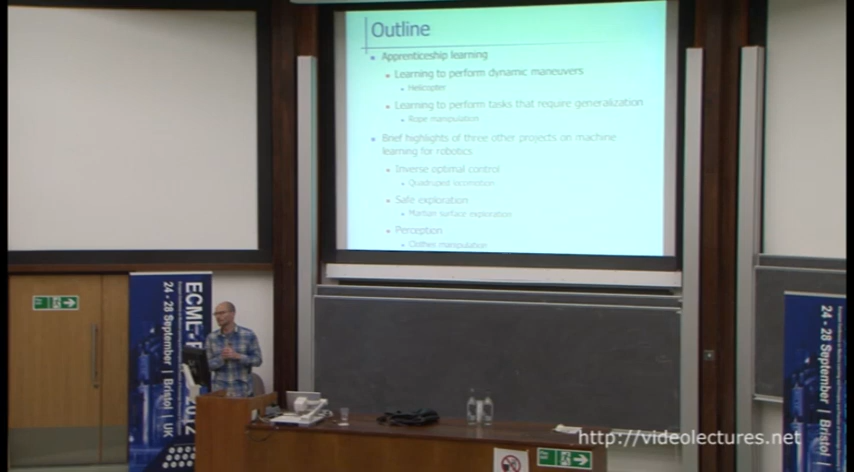 Outline
Apprenticeship learning
Learning to perform dynamic maneuvers
Helicopter
Learning to perform tasks that require generalization
Rope manipulation
Brief highlights of three other projects on machine
learning for robotics
Inverse optimal control
Quadruped locomotion
Safe exploration
Martian surface exploration
Perception
Clothes manipulation
ECML-
2012
24 - 28 September | Bristol | UK
24 - 28 September | Bristol
http://videolectures.net